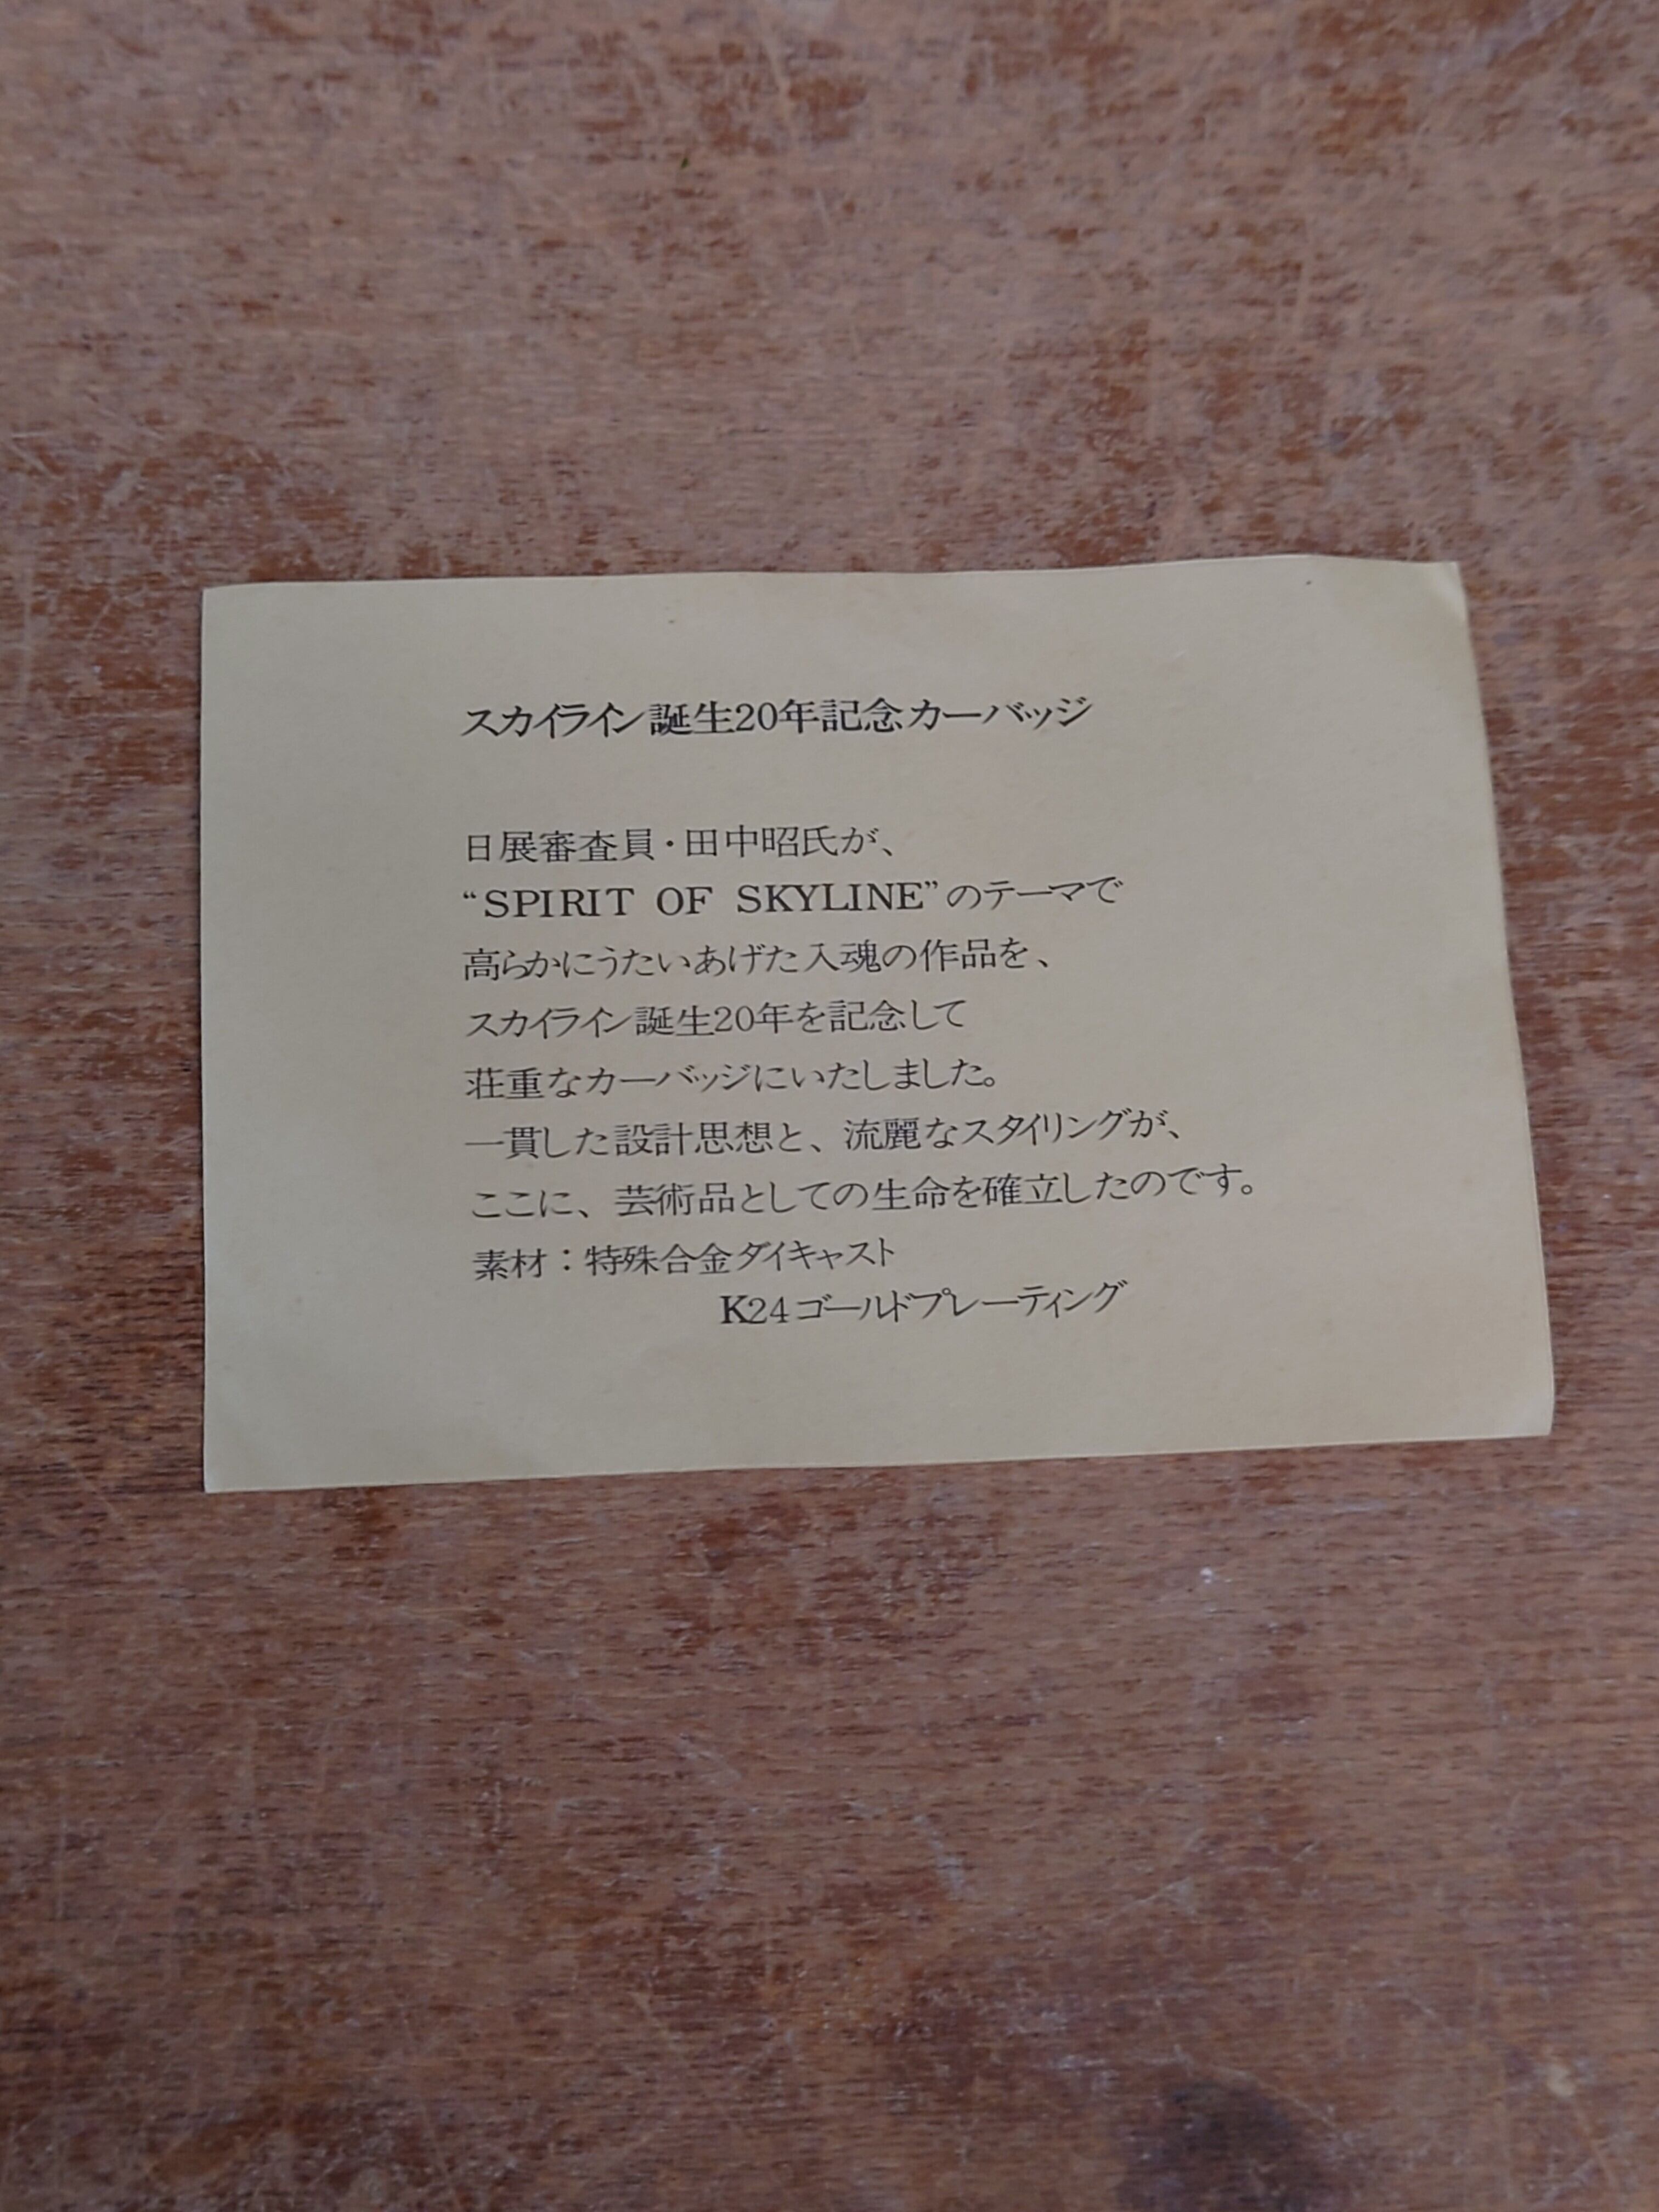 スカイライン誕生20年記念カーバッジ
日展審査員・田中昭氏が、
“SPIRIT OF SKYLINE”のテーマで
高らかにうたいあげた入魂の作品を、
スカイライン誕生20年を記念して
荘重なカーバッジにいたしました。
一貫した設計思想と、流麗なスタイリングが、
ここに、芸術品としての生命を確立したのです。
素材：特殊合金ダイキャスト
K24ゴールドプレーティング